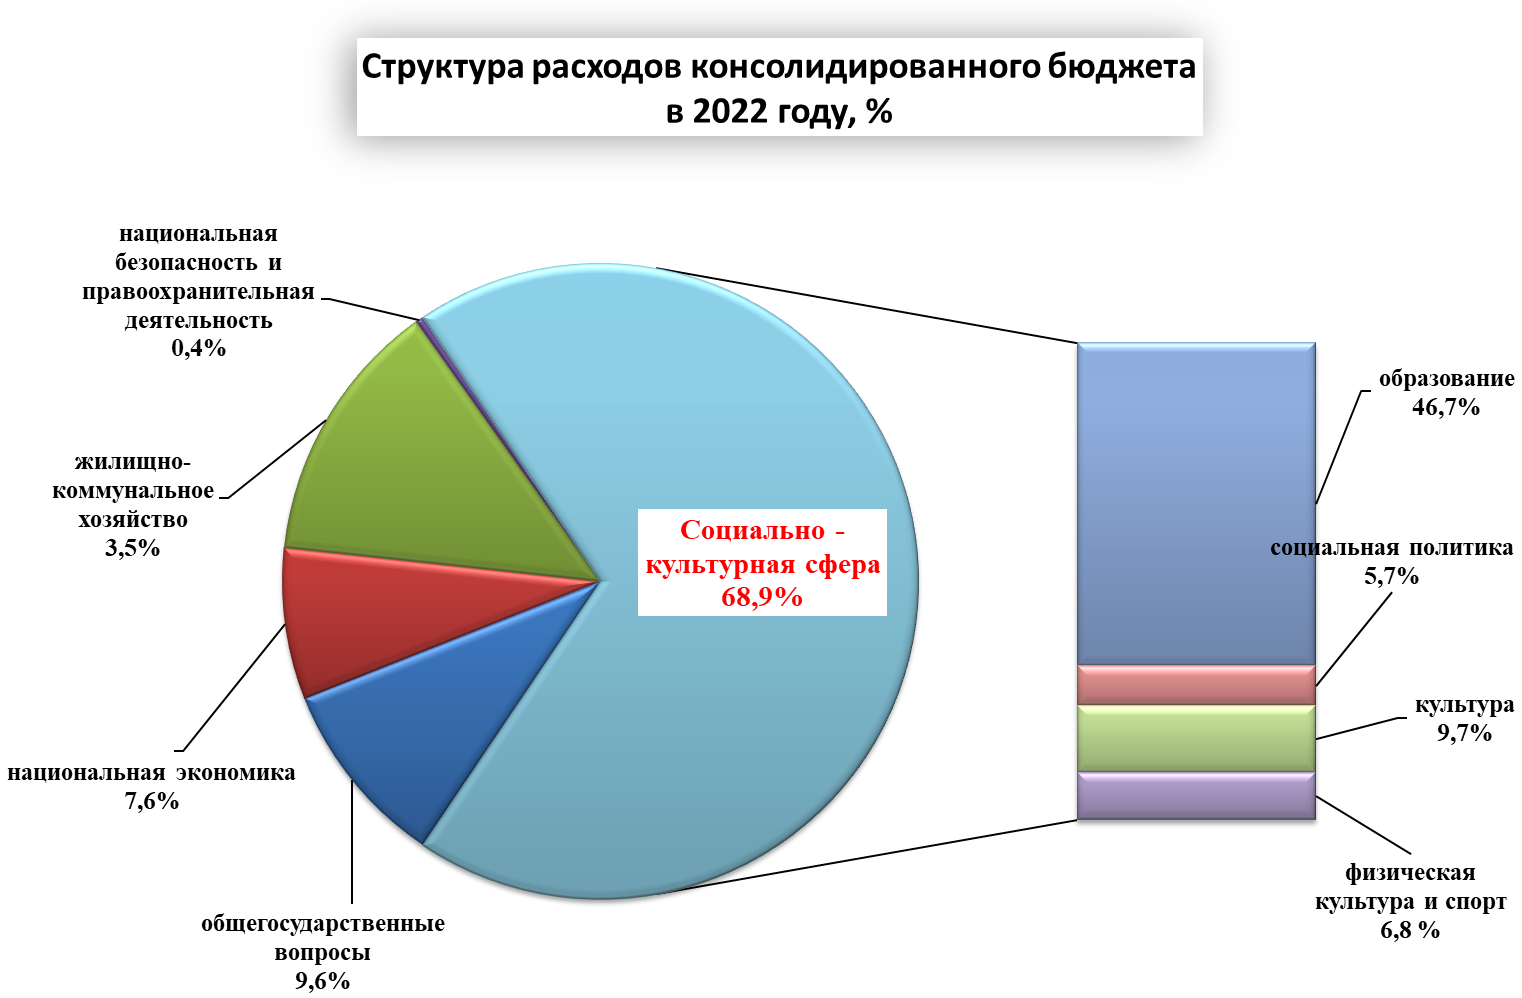 Структура расходов консолидированного бюджета
в 2022 году, %
национальная
безопасность и
правоохранительная
деятельность
0,4%
жилищно-
коммунальное
хозяйство
3,5%
национальная экономика
7,6%
общегосударственные
вопросы
9,6%
Социально -
культурная сфера
68,9%
образование
46,7%
социальная политика
5,7%
культура
9,7%
физическая
культура и спорт
6,8 %